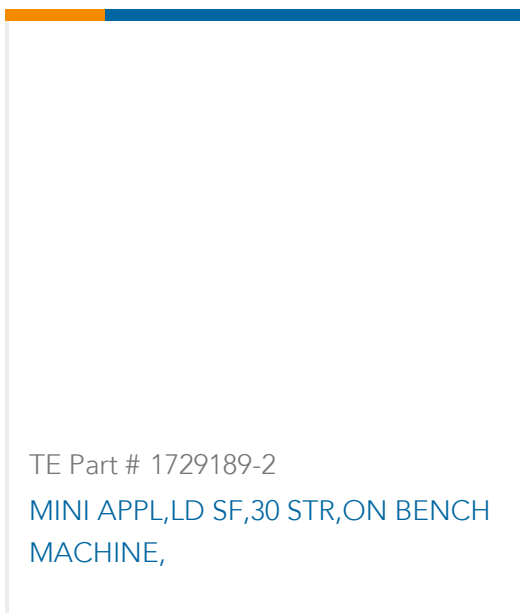 TE Part # 1729189-2
MINI APPL,LD SF,30 STR,ON BENCH
MACHINE,